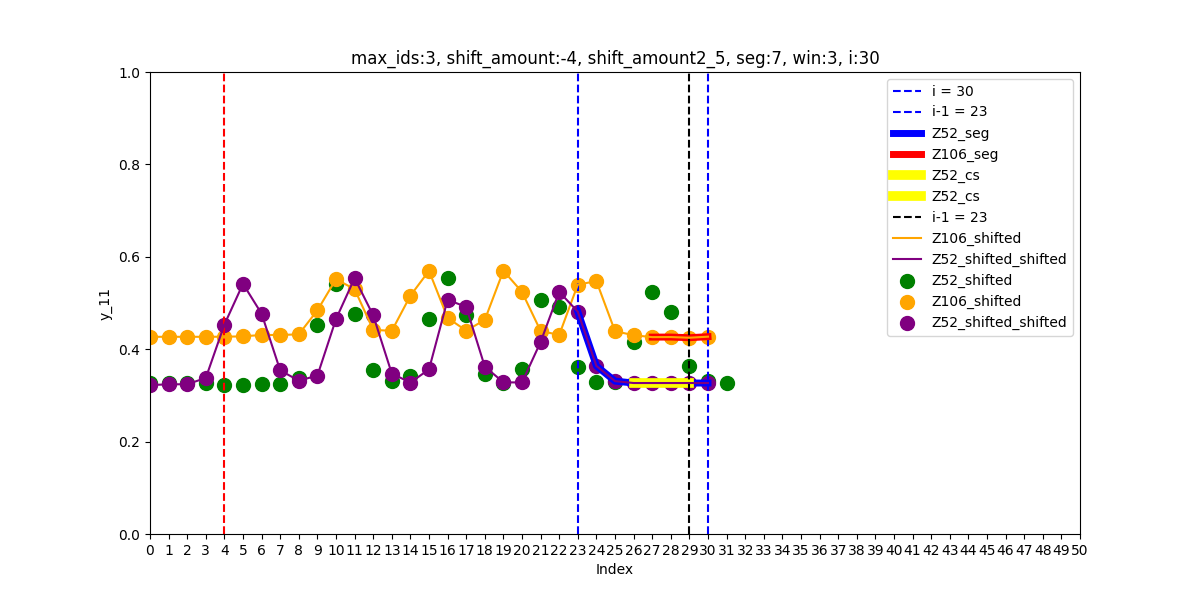 max_ids:3, shift_amount:-4, shift_amount2_5, seg:7, win:3, i:30
1.0
0.8
0.6
0.4
0.2
0.0
y_11
i = 30
i-1 = 23
Z52_seg
Z106_seg
Z52_cs
Z52_cs
i-1 = 23
Z106_shifted
Z52_shifted_shifted
Z52_shifted
Z106_shifted
Z52_shifted_shifted
0 1 2 3 4 5 6 7 8 9 10 11 12 13 14 15 16 17 18 19 20 21 22 23 24 25 26 27 28 29 30 31 32 33 34 35 36 37 38 39 40 41 42 43 44 45 46 47 48 49 50
Index